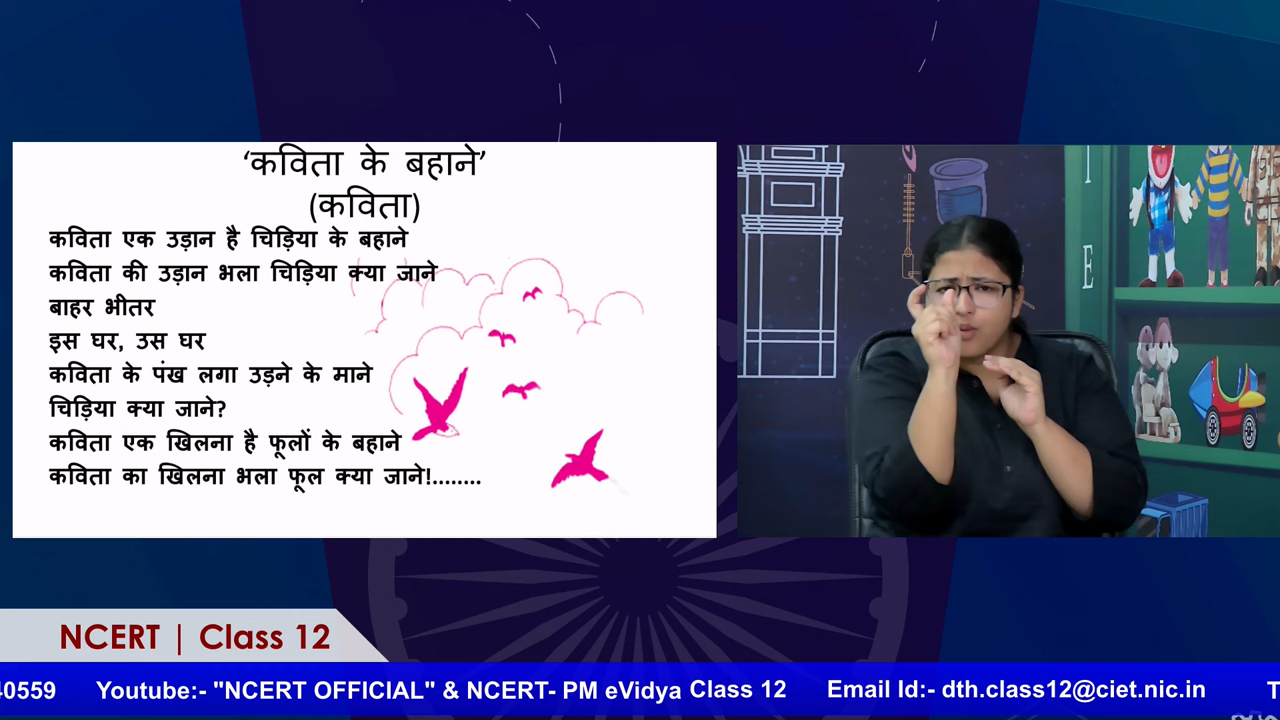 ‘कविता के बहाने’
(कविता)
कविता एक उड़ान है चिड़िया के बहाने
कविता की उड़ान भला चिड़िया क्या जाने
बाहर भीतर
इस घर, उस घर
कविता के पंख लगा उड़ने के माने
चिड़िया क्या जाने?
कविता एक खिलना है फूलों के बहाने
कविता का खिलना भला फूल क्या जाने!........
I
E
NCERT | Class 12
40559 Youtube:- "NCERT OFFICIAL" & NCERT- PM eVidya Class 12 Email Id:- dth.class12@ciet.nic.in T